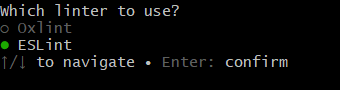 Which linter to use?
○ Oxlint
● ESLint
↑/↓ to navigate • Enter: confirm